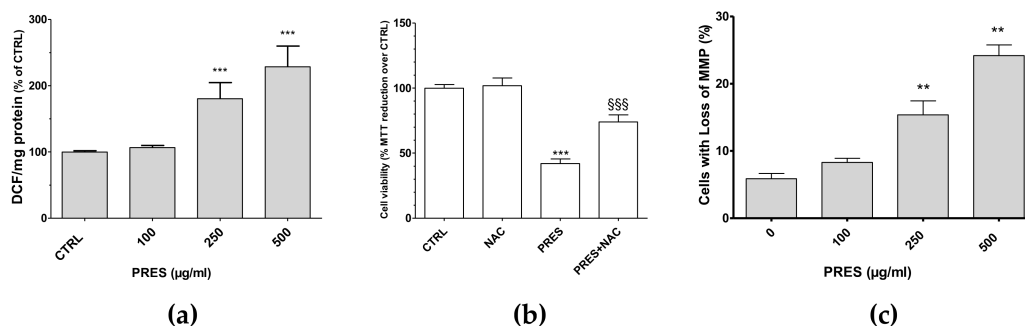 DCF/mg protein (% of CTRL)
300
200
100
0
***
***
CTRL
100
250
500
PRES (µg/ml)
(a)
Cell viability (% MTT reduction over CTRL)
150
100
50
0
***
§§§
CTRL
NAC
PRES
PRES+NAC
(b)
Cells with Loss of MMP (%)
30
20
10
0
**
**
0
100
250
500
PRES (µg/ml)
(c)